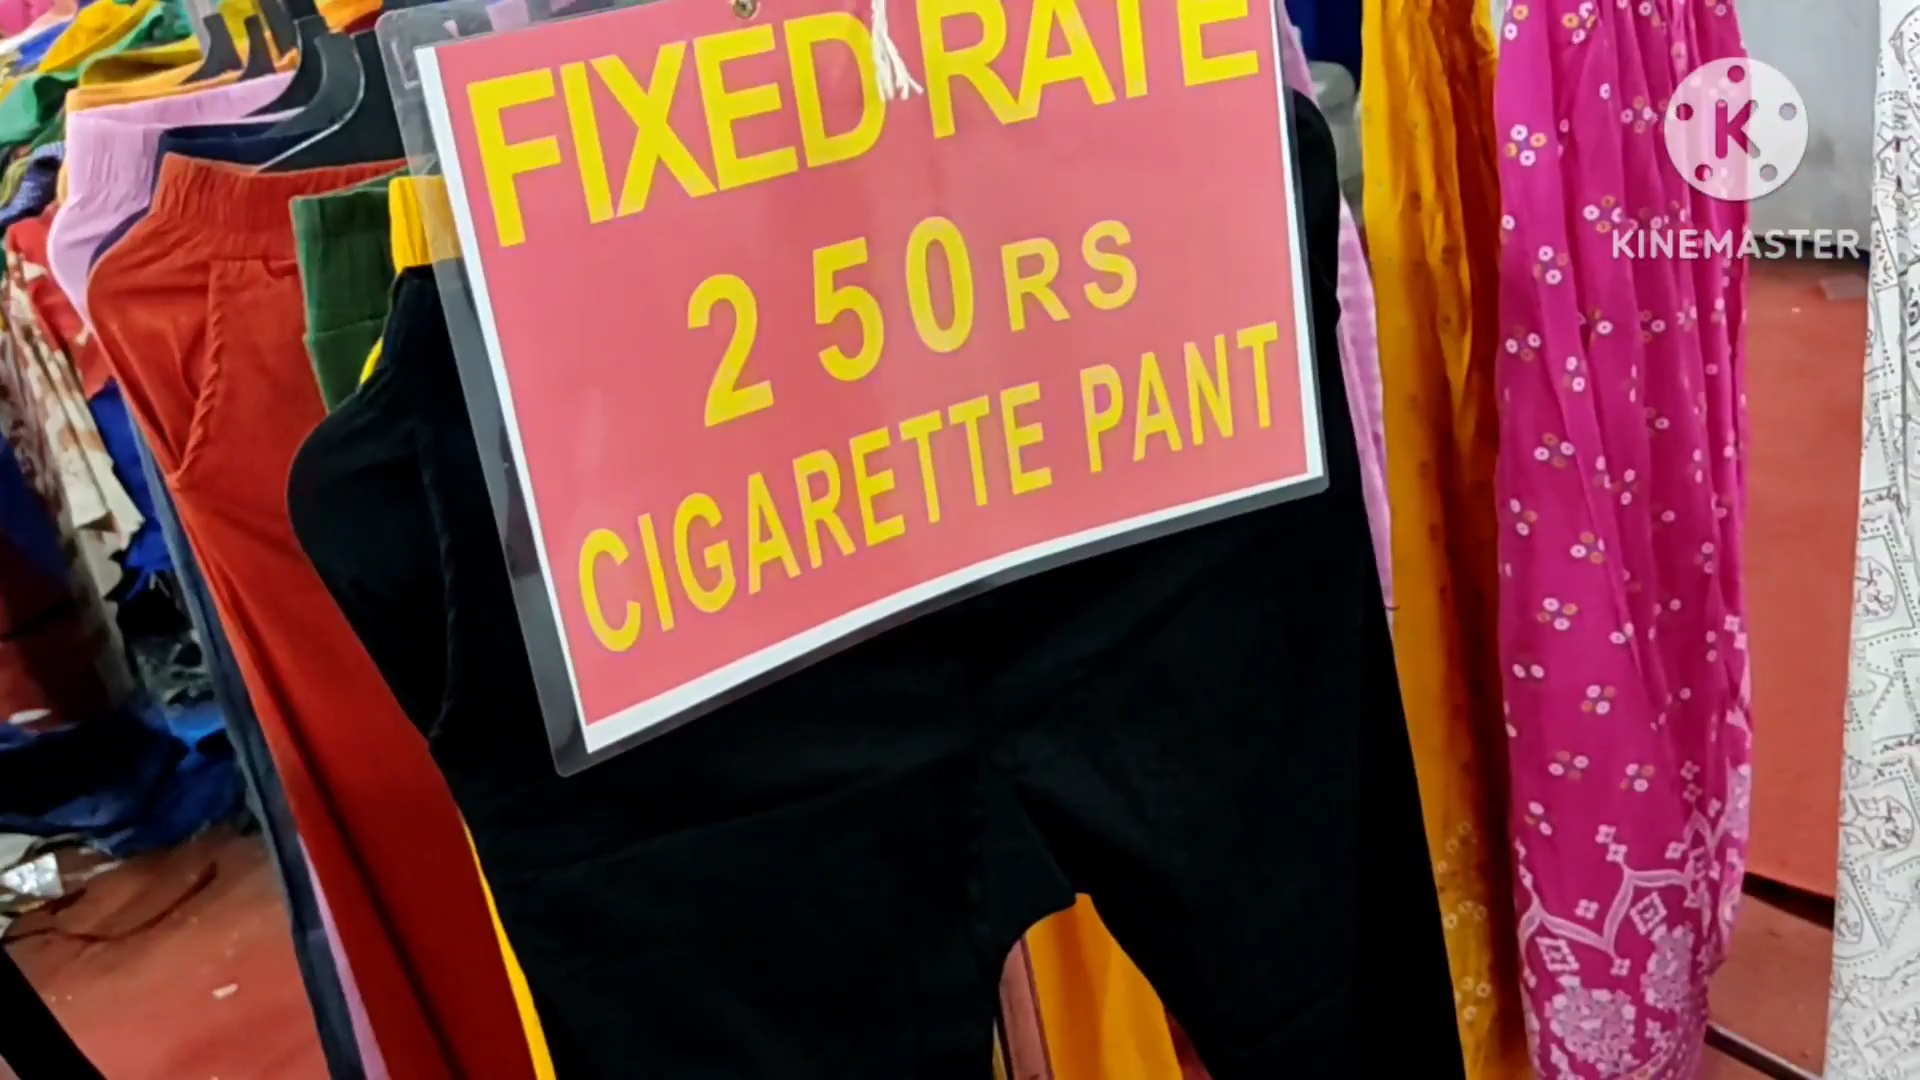 FIXED RATE
250RS
CIGARETTE PANT
K
KINEMASTER